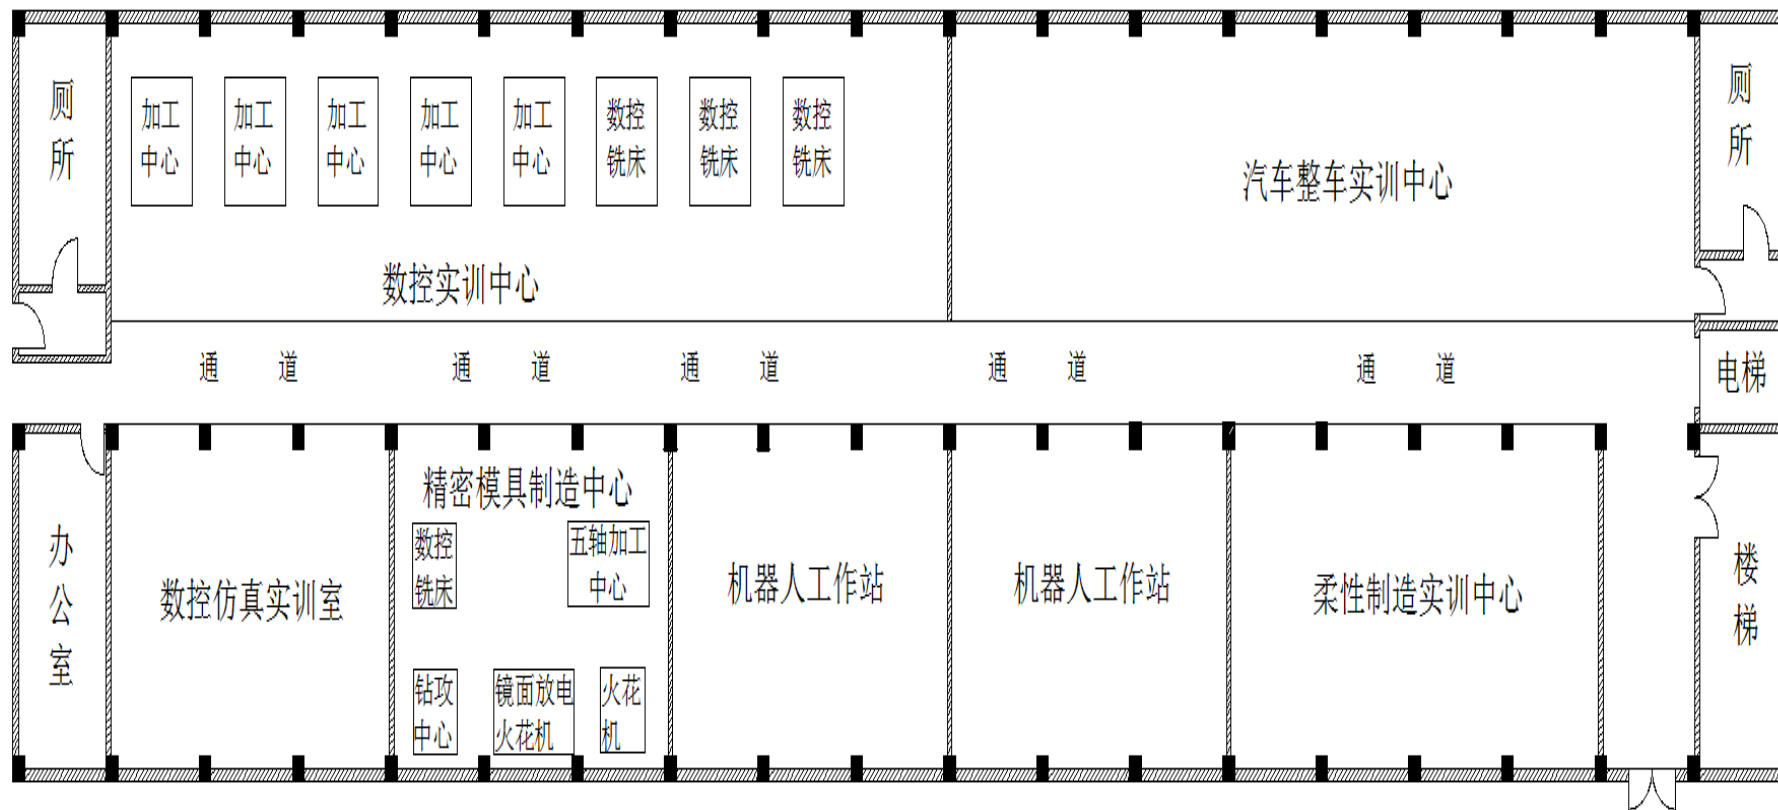 厕所
加工
中心
加工
中心
加工
中心
加工
中心
加工
中心
数控
铣床
数控
铣床
数控
铣床
数控实训中心
汽车整车实训中心
厕所
通道
通道
通道
通道
通道
电梯
办公室
数控仿真实训室
精密模具制造中心
数控
铣床
五轴加工
中心
钻攻
中心
镜面放电
火花机
火花
机
机器人工作站
机器人工作站
柔性制造实训中心
楼梯